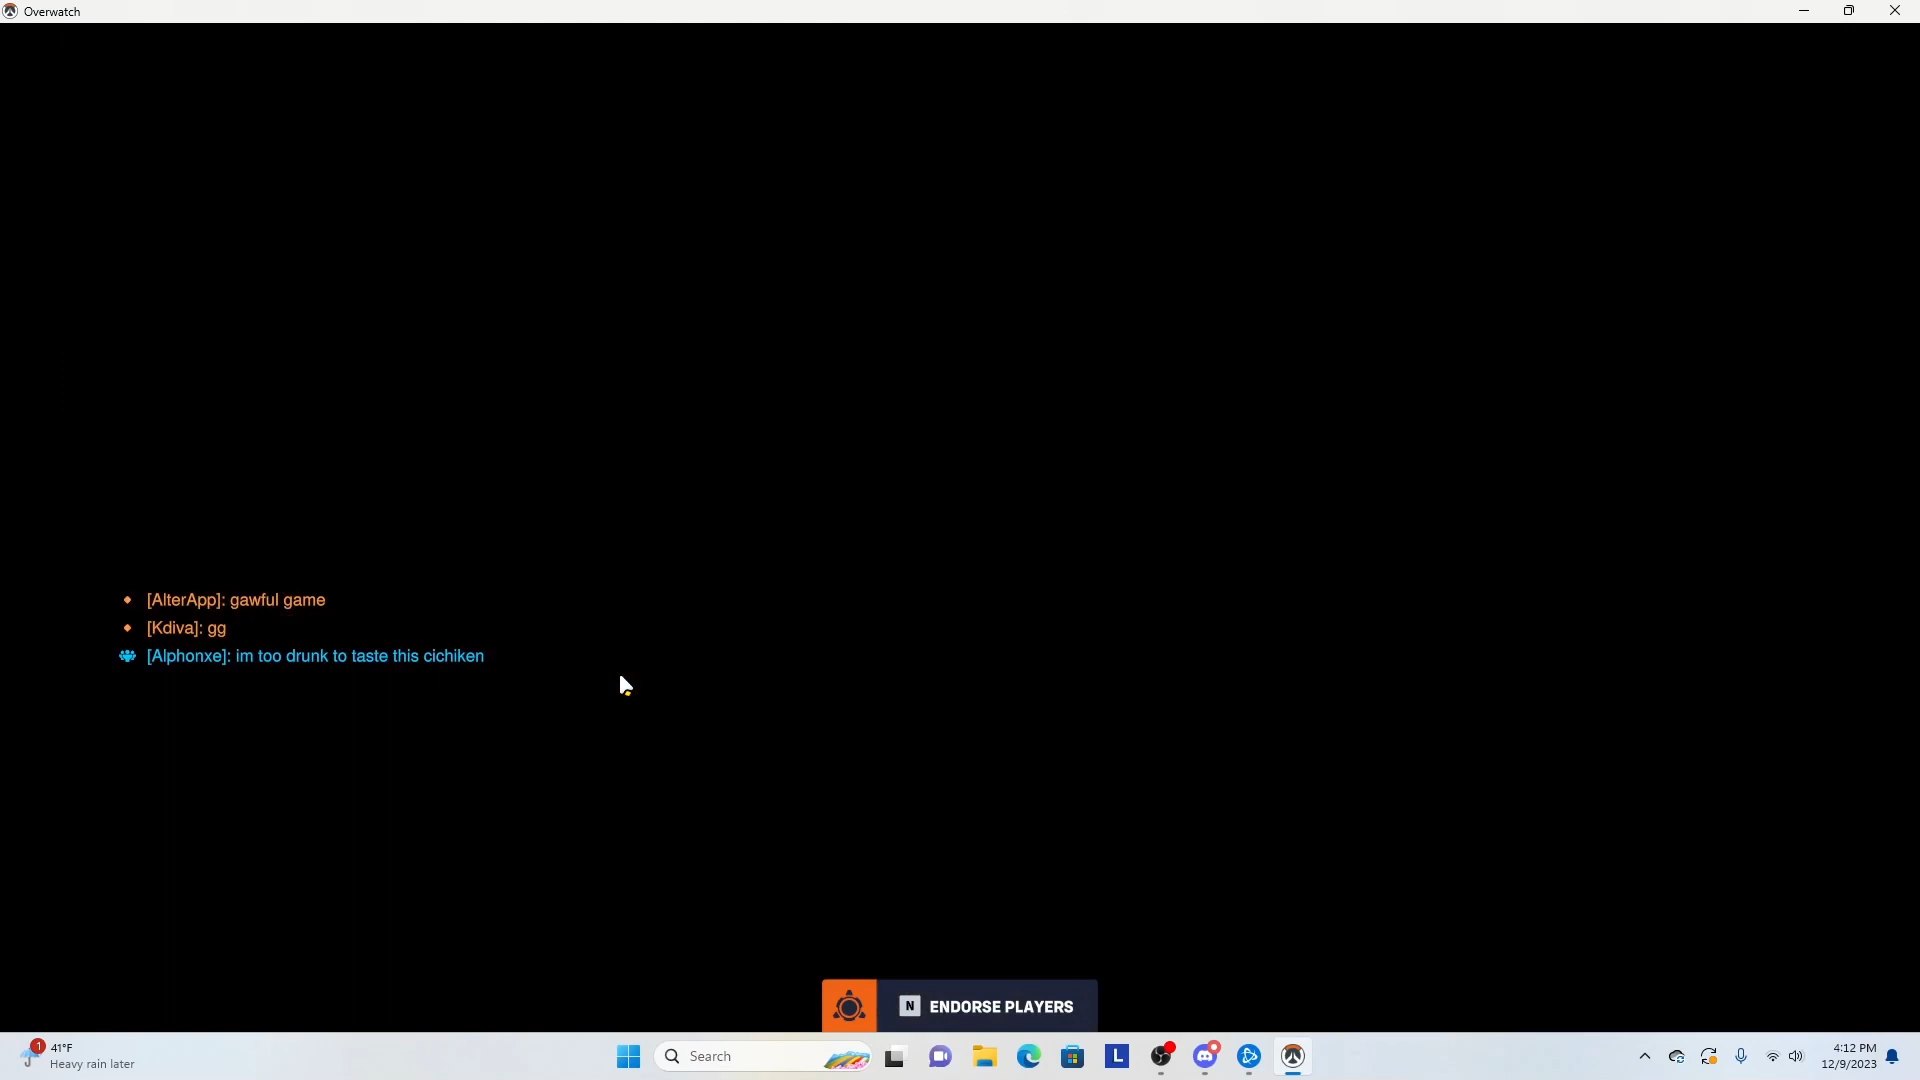 Overwatch
[AlterApp]: gawful game
[Kdiva]: gg
[Alphonxe]: im too drunk to taste this cichiken
N ENDORSE PLAYERS
1
41°F
Heavy rain later
Search
L
4:12 PM
12/9/2023